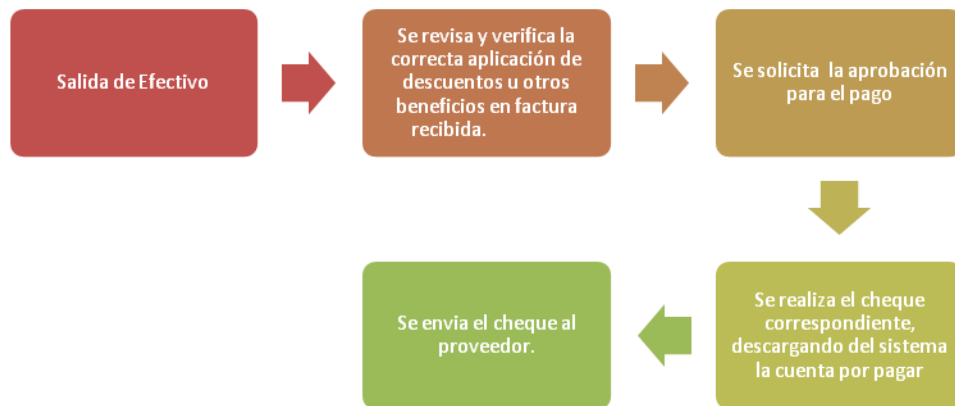 Salida de Efectivo
Se revisa y verifica la
correcta aplicación de
descuentos u otros
beneficios en factura
recibida.
Se solicita la aprobación
para el pago
Se realiza el cheque
correspondiente,
descargando del sistema
la cuenta por pagar
Se envia el cheque al
proveedor.